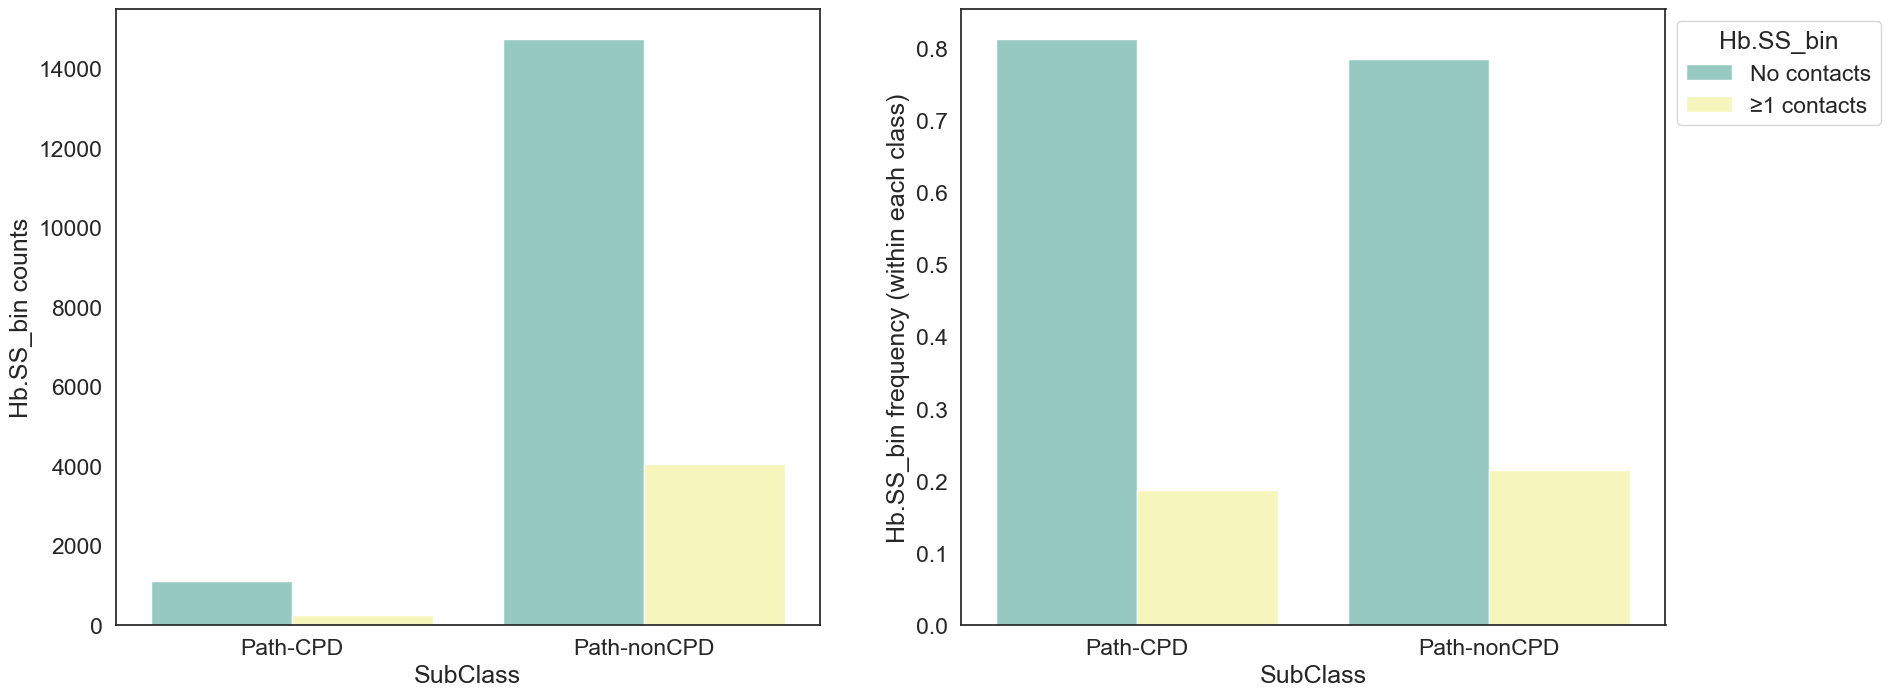 Hb.SS_bin counts
14000
12000
10000
8000
6000
4000
2000
0
Path-CPD
Path-nonCPD
SubClass
Hb.SS_bin frequency (within each class)
0.8
0.7
0.6
0.5
0.4
0.3
0.2
0.1
0.0
Path-CPD
Path-nonCPD
SubClass
Hb.SS_bin
No contacts
≥1 contacts